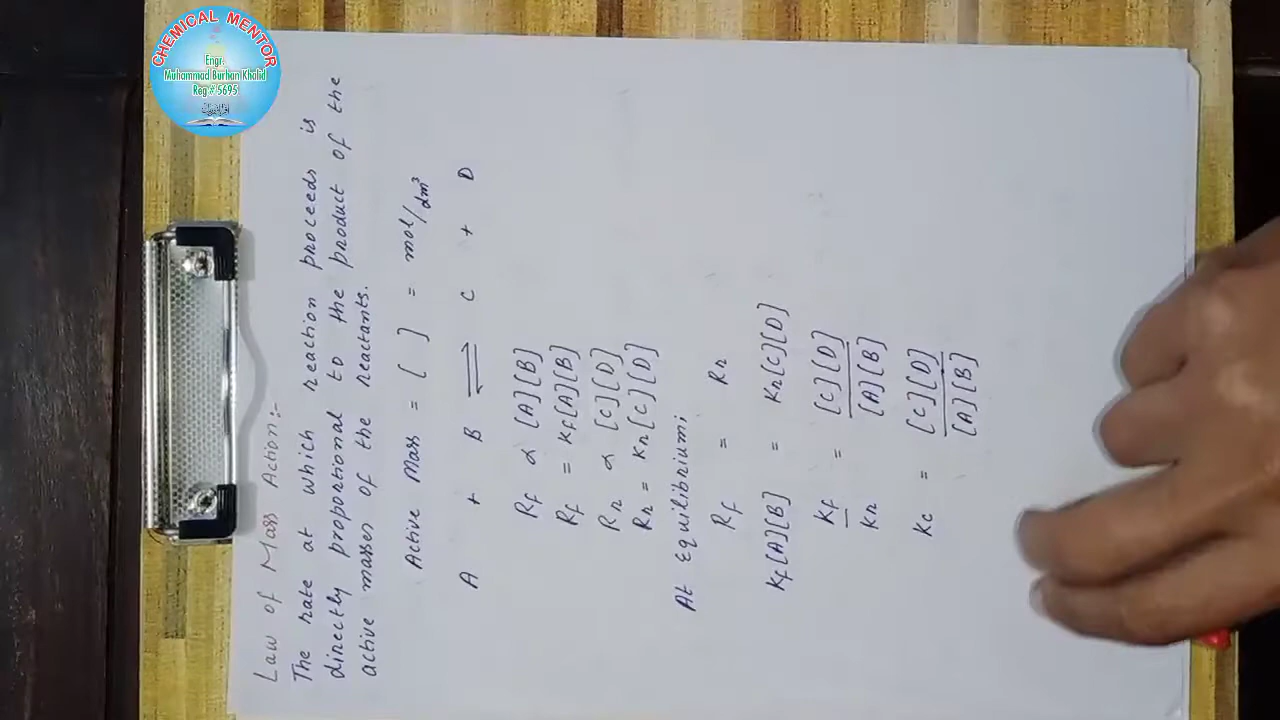 CHEMICAL MENTOR
Engr.
Muhammad Burhan Khalid
Reg # 5695
Law of Mass Action:-
The rate at which reaction proceeds is
directly proportional to the product of the
active masses of the reactants.
Active Mass = [ ] = mol/dm³
A + B ⇌ C + D
Rf α [A][B]
Rf = Kf[A][B]
Rr α [C][D]
Rr = Kr[C][D]
At Equilibrium:
Rf = Rr
Kf[A][B] = Kr[C][D]
Kf = [C][D]
Kr [A][B]
Kc = [C][D]
[A][B]